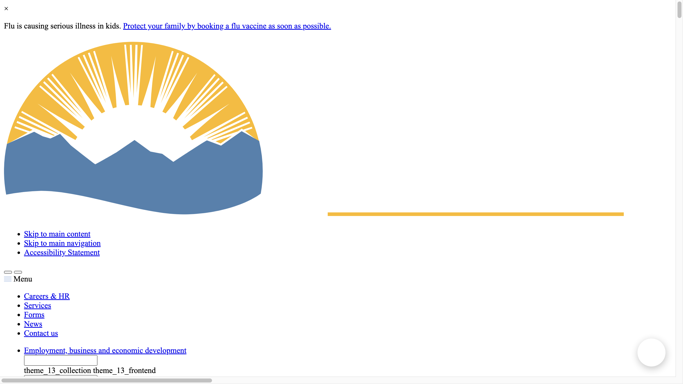 ×
Flu is causing serious illness in kids. Protect your family by booking a flu vaccine as soon as possible.
Skip to main content
Skip to main navigation
Accessibility Statement
Menu
Careers & HR
Services
Forms
News
Contact us
Employment, business and economic development
theme_13_collection theme_13_frontend